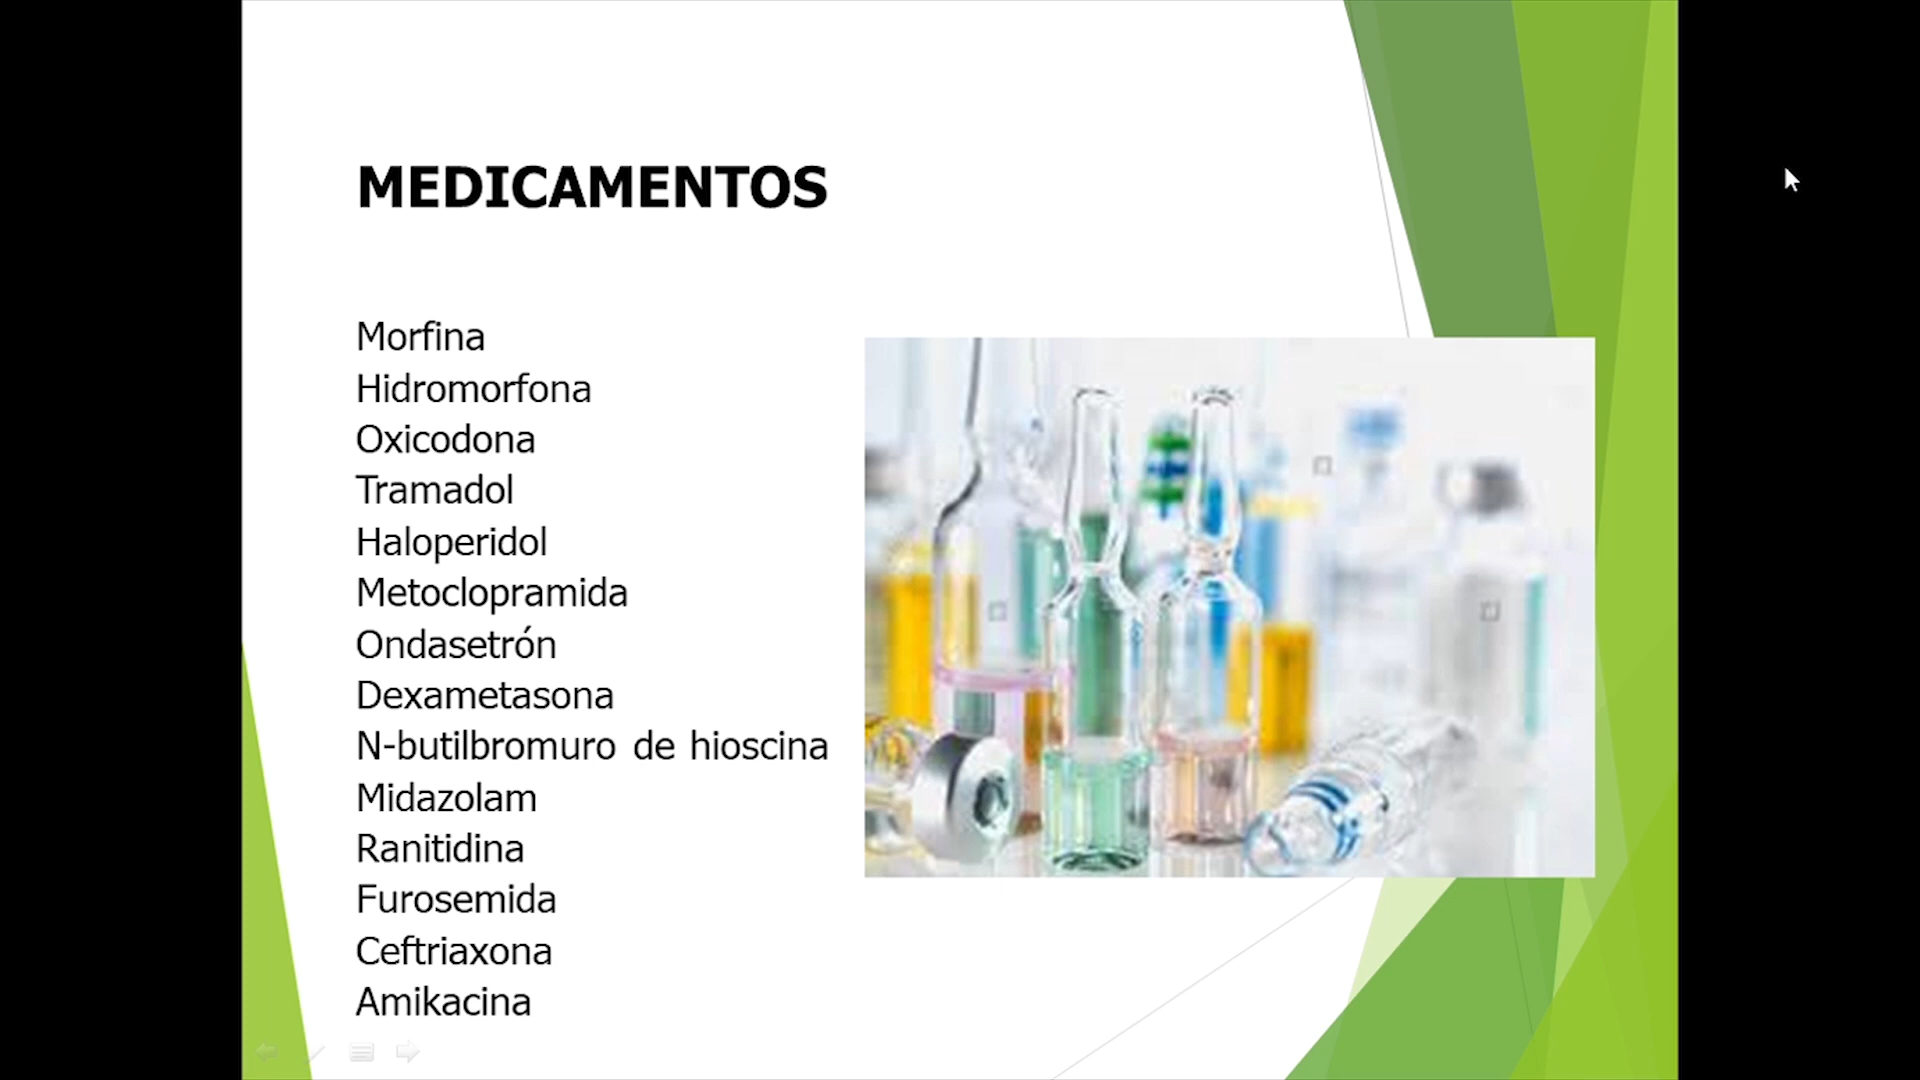 MEDICAMENTOS
Morfina
Hidromorfona
Oxicodona
Tramadol
Haloperidol
Metoclopramida
Ondasetrón
Dexametasona
N-butilbromuro de hioscina
Midazolam
Ranitidina
Furosemida
Ceftriaxona
Amikacina